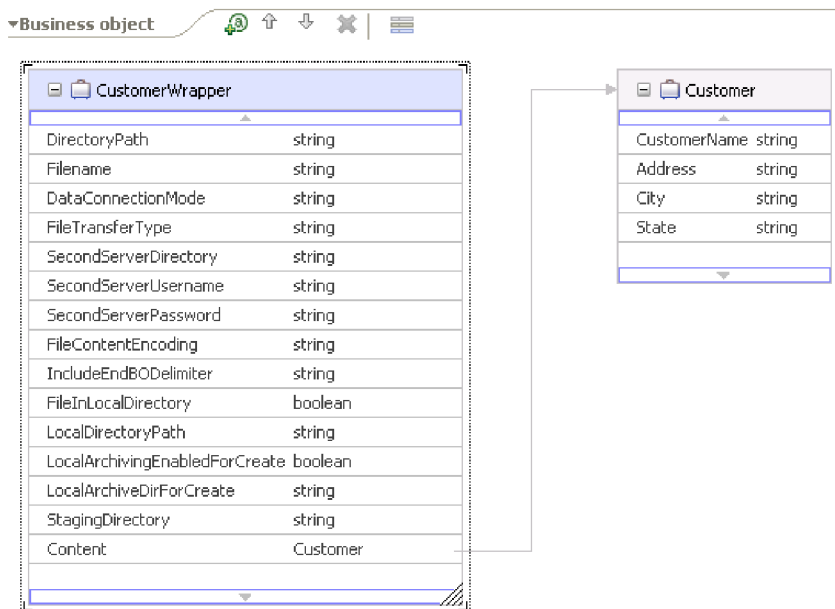 Business object
CustomerWrapper
DirectoryPath string
Filename string
DataConnectionMode string
FileTransferType string
SecondServerDirectory string
SecondServerUsername string
SecondServerPassword string
FileContentEncoding string
IncludeEndBODelimiter string
FileInLocalDirectory boolean
LocalDirectoryPath string
LocalArchivingEnabledForCreate boolean
LocalArchiveDirForCreate string
StagingDirectory string
Content Customer
Customer
CustomerName string
Address string
City string
State string